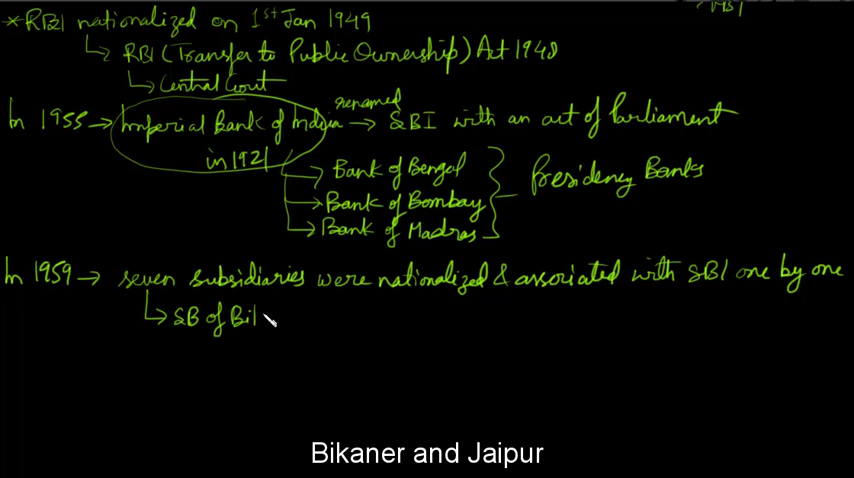 *RBI nationalized on 1st Jan 1949
↳ RBI (Transfer to Public Ownership) Act 1948
↳ Central Govt
In 1955 → Imperial Bank of India renamed → SBI with an act of Parliament
in 1921
Bank of Bengal
Presidency Banks
Bank of Bombay
Bank of Madras
In 1959 → seven subsidiaries were nationalized & associated with SBI one by one
↳ SB of Bi
Bikaner and Jaipur